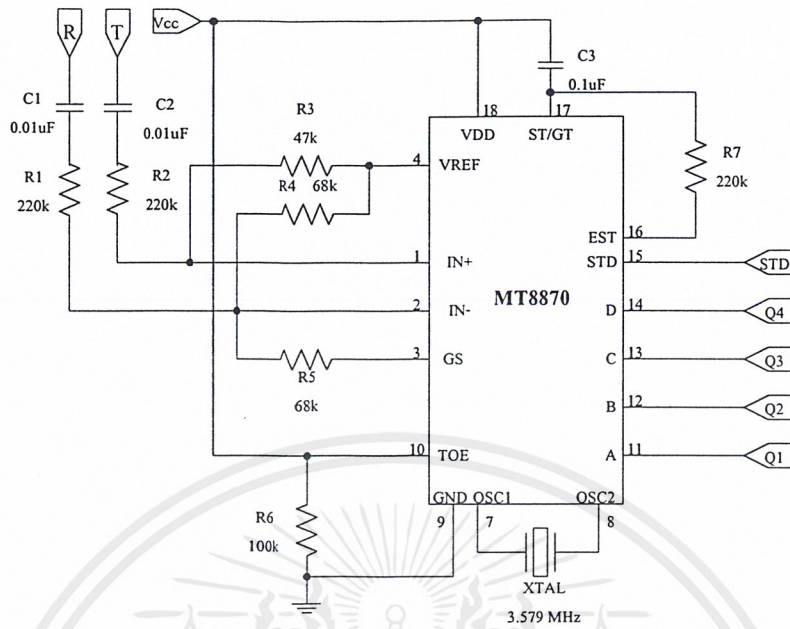 R
T
Vcc
C1
0.01uF
C2
0.01uF
R1
220k
R2
220k
R3
47k
R4
68k
R5
68k
R6
100k
C3
0.1uF
R7
220k
18
VDD
17
ST/GT
4
VREF
1
IN+
2
IN-
3
GS
10
TOE
MT8870
16
EST
15
STD
STD
14
D
Q4
13
C
Q3
12
B
Q2
11
A
Q1
GND
9
OSC1
7
OSC2
8
XTAL
3.579 MHz